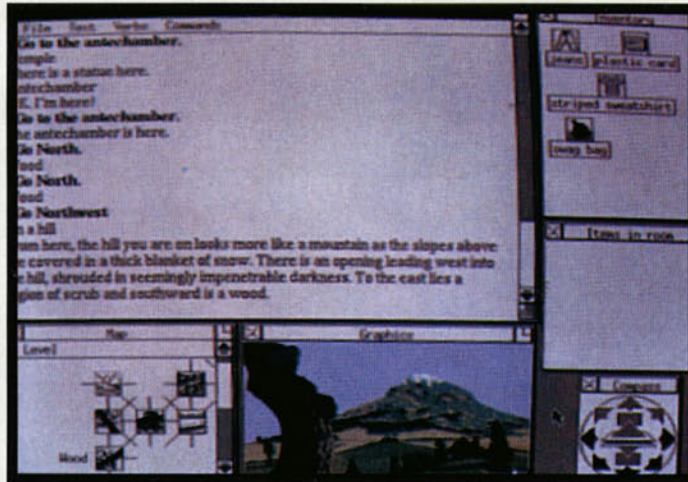 File Text Verbs Commands
Go to the antechamber.
emple
here is a statue here.
ntechamber
K, I'm here!
Go to the antechamber.
he antechamber is here.
Go North.
ood
Go North.
ood
Go Northwest
n a hill
om here, the hill you are on looks more like a mountain as the slopes above
e covered in a thick blanket of snow. There is an opening leading west into
e hill, shrouded in seemingly impenetrable darkness. To the east lies a
gion of scrub and southward is a wood.
Inventory
jeans plastic card
striped sweatshirt
swag bag
Items in room
Map
Level
Wood
Graphics
Compass